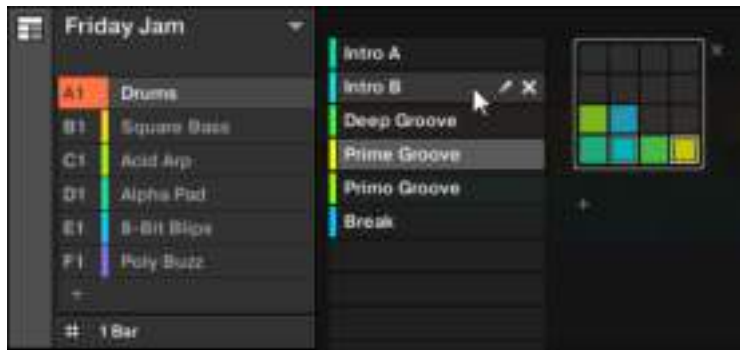 Friday Jam
A1 Drums
B1 Square Bass
C1 Acid Arp
D1 Alpha Pad
E1 8-Bit Blips
F1 Poly Buzz
+
# 1 Bar
Intro A
Intro B
Deep Groove
Prime Groove
Primo Groove
Break
+